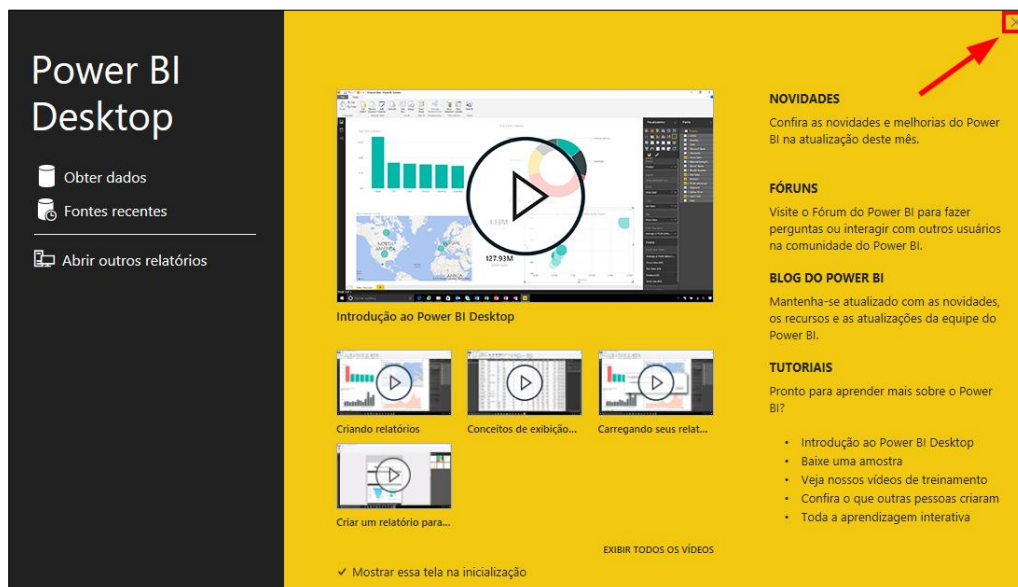 Power BI
Desktop
Obter dados
Fontes recentes
Abrir outros relatórios
127.93M
Introdução ao Power BI Desktop
Criando relatórios
Conceitos de exibição...
Carregando seus relat...
Criar um relatório para...
EXIBIR TODOS OS VÍDEOS
Mostrar essa tela na inicialização
NOVIDADES
Confira as novidades e melhorias do Power
BI na atualização deste mês.
FÓRUNS
Visite o Fórum do Power BI para fazer
perguntas ou interagir com outros usuários
na comunidade do Power BI.
BLOG DO POWER BI
Mantenha-se atualizado com as novidades,
os recursos e as atualizações da equipe do
Power BI.
TUTORIAIS
Pronto para aprender mais sobre o Power
BI?
• Introdução ao Power BI Desktop
• Baixe uma amostra
• Veja nossos vídeos de treinamento
• Confira o que outras pessoas criaram
• Toda a aprendizagem interativa